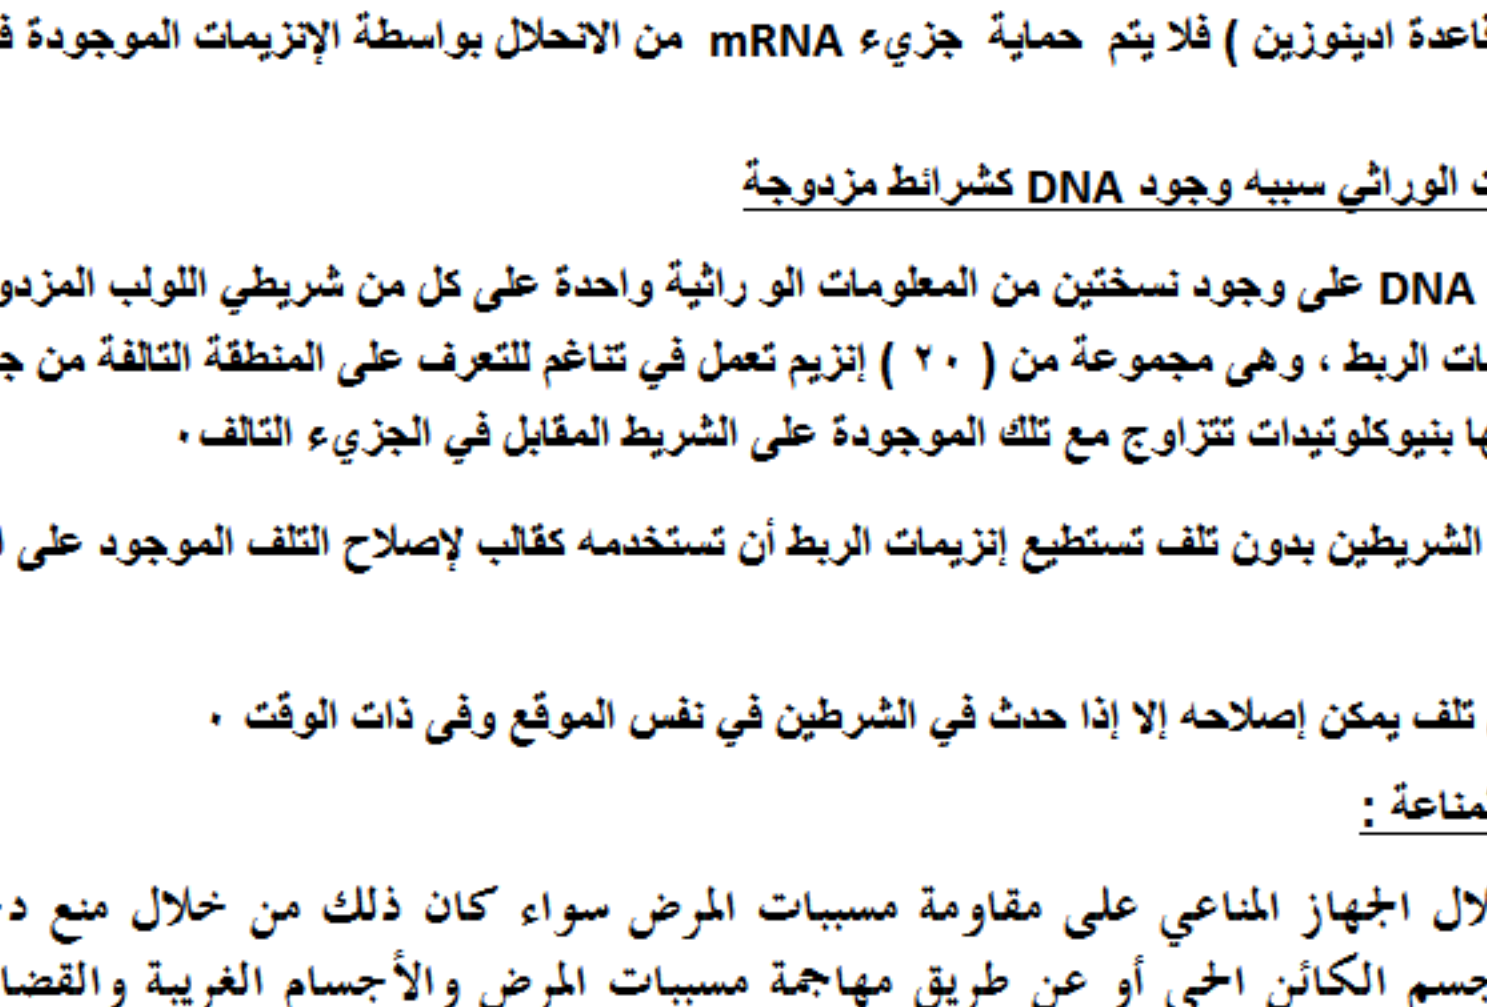 قاعدة ادينوزين ) فلا يتم حماية جزيء mRNA من الانحلال بواسطة الإنزيمات الموجودة
الوراثي سببه وجود DNA كشرائط مزدوجة
DNA على وجود نسختين من المعلومات الو راثية واحدة على كل من شريطي اللولب المزدو
ات الربط ، وهى مجموعة من ( ٢٠ ) إنزيم تعمل في تناغم للتعرف على المنطقة التالفة من
ها بنيوكلوتيدات تتزاوج مع تلك الموجودة على الشريط المقابل في الجزيء التالف٠
الشريطين بدون تلف تستطيع إنزيمات الربط أن تستخدمه كقالب لإصلاح التلف الموجود على
تلف يمكن إصلاحه إلا إذا حدث في الشرطين في نفس الموقع وفى ذات الوقت ٠
مناعة :
لال الجهاز المناعي على مقاومة مسببات المرض سواء كان ذلك من خلال منع
جسم الكائن الحي أو عن طريق مهاجمة مسببات المرض والأجسام الغريبة والقضا